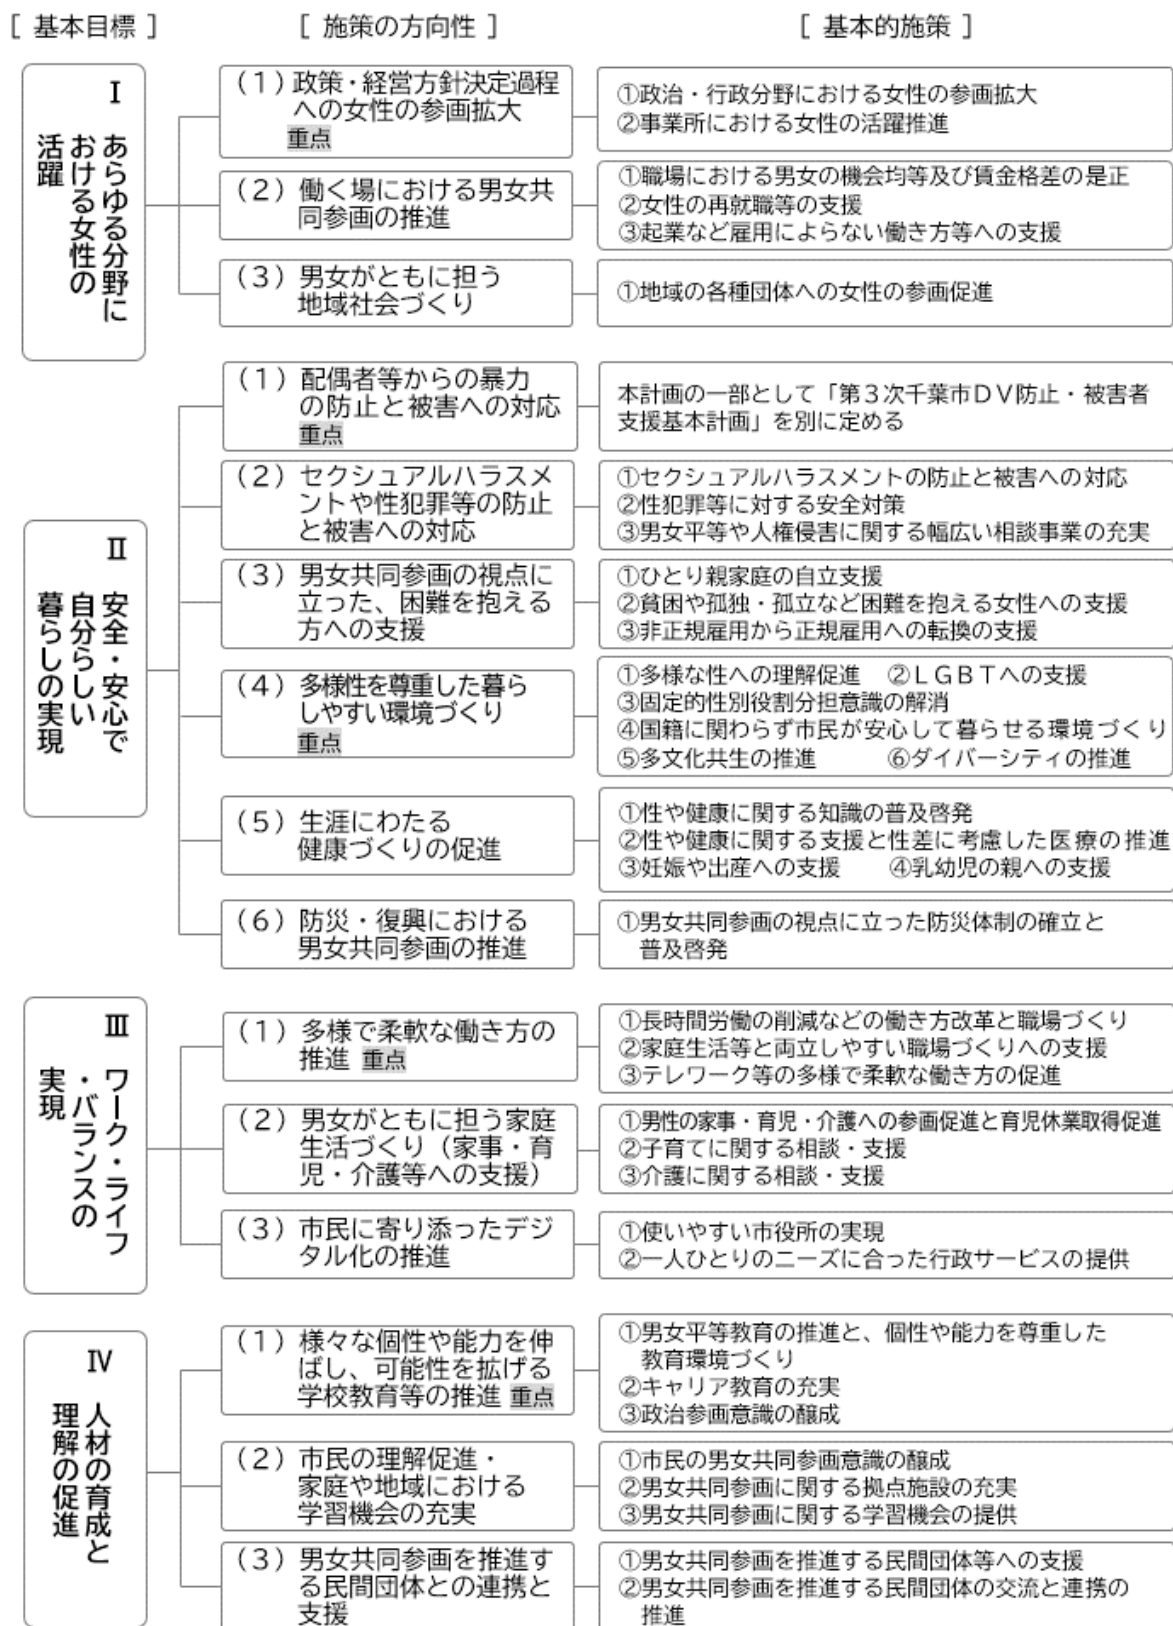 [ 基本目標 ]
[ 施策の方向性 ]
[ 基本的施策 ]
Ⅰ
あらゆる分野に
おける女性の
活躍
(１) 政策・経営方針決定過程
への女性の参画拡大
重点
①政治・行政分野における女性の参画拡大
②事業所における女性の活躍推進
(２) 働く場における男女共
同参画の推進
①職場における男女の機会均等及び賃金格差の是正
②女性の再就職等の支援
③起業など雇用によらない働き方等への支援
(３) 男女がともに担う
地域社会づくり
①地域の各種団体への女性の参画促進
Ⅱ
安全・安心で
自分らしい
暮らしの実現
(１) 配偶者等からの暴力
の防止と被害への対応
重点
本計画の一部として「第３次千葉市ＤＶ防止・被害者
支援基本計画」を別に定める
(２) セクシュアルハラスメ
ントや性犯罪等の防止
と被害への対応
①セクシュアルハラスメントの防止と被害への対応
②性犯罪等に対する安全対策
③男女平等や人権侵害に関する幅広い相談事業の充実
(３) 男女共同参画の視点に
立った、困難を抱える
方への支援
①ひとり親家庭の自立支援
②貧困や孤独・孤立など困難を抱える女性への支援
③非正規雇用から正規雇用への転換の支援
(４) 多様性を尊重した暮ら
しやすい環境づくり
重点
①多様な性への理解促進 ②ＬＧＢＴへの支援
③固定的性別役割分担意識の解消
④国籍に関わらず市民が安心して暮らせる環境づくり
⑤多文化共生の推進 ⑥ダイバーシティの推進
(５) 生涯にわたる
健康づくりの促進
①性や健康に関する知識の普及啓発
②性や健康に関する支援と性差に考慮した医療の推進
③妊娠や出産への支援 ④乳幼児の親への支援
(６) 防災・復興における
男女共同参画の推進
①男女共同参画の視点に立った防災体制の確立と
普及啓発
Ⅲ
ワーク・ライフ
・バランスの
実現
(１) 多様で柔軟な働き方の
推進 重点
①長時間労働の削減などの働き方改革と職場づくり
②家庭生活等と両立しやすい職場づくりへの支援
③テレワーク等の多様で柔軟な働き方の促進
(２) 男女がともに担う家庭
生活づくり（家事・育
児・介護等への支援）
①男性の家事・育児・介護への参画促進と育児休業取得促進
②子育てに関する相談・支援
③介護に関する相談・支援
(３) 市民に寄り添ったデジ
タル化の推進
①使いやすい市役所の実現
②一人ひとりのニーズに合った行政サービスの提供
Ⅳ
人材の育成と
理解の促進
(１) 様々な個性や能力を伸
ばし、可能性を拡げる
学校教育等の推進 重点
①男女平等教育の推進と、個性や能力を尊重した
教育環境づくり
②キャリア教育の充実
③政治参画意識の醸成
(２) 市民の理解促進・
家庭や地域における
学習機会の充実
①市民の男女共同参画意識の醸成
②男女共同参画に関する拠点施設の充実
③男女共同参画に関する学習機会の提供
(３) 男女共同参画を推進す
る民間団体との連携と
支援
①男女共同参画を推進する民間団体等への支援
②男女共同参画を推進する民間団体の交流と連携の
推進